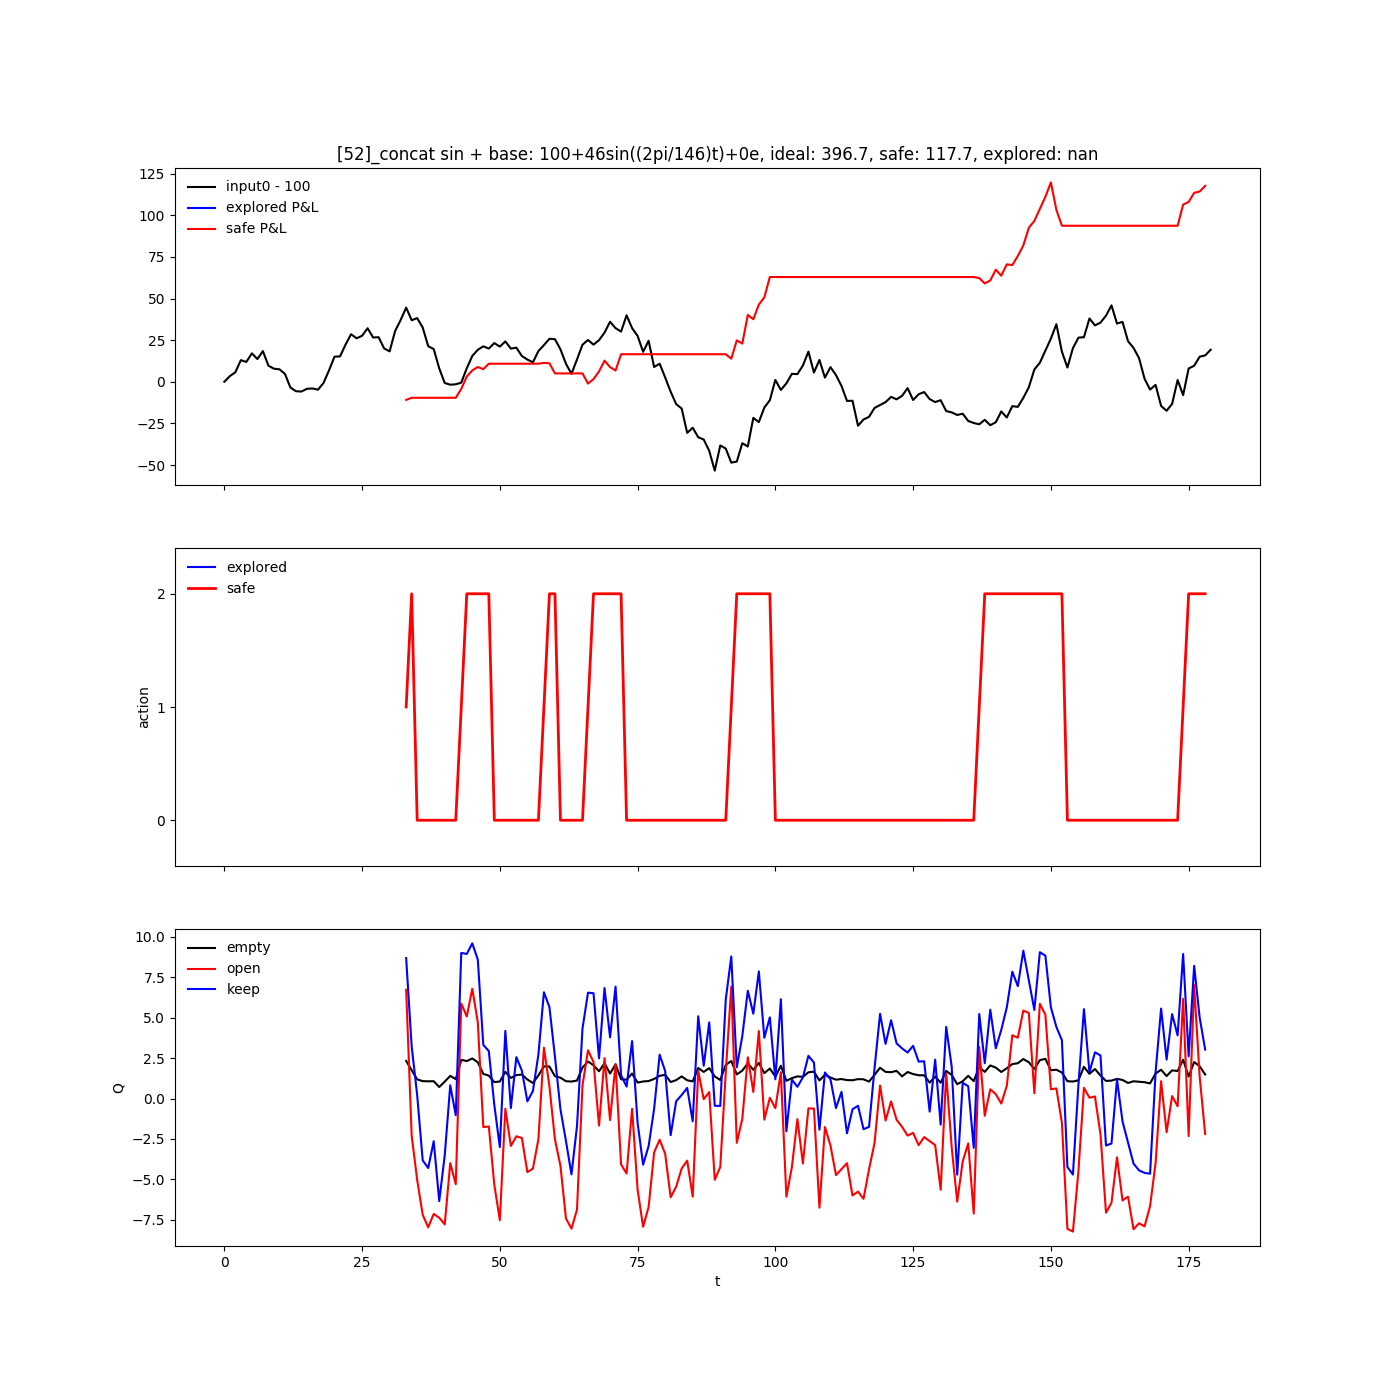 [52]_concat sin + base: 100+46sin((2pi/146)t)+0e, ideal: 396.7, safe: 117.7, explored: nan
125
100
75
50
25
0
−25
−50
input0 - 100
explored P&L
safe P&L
2
1
0
action
explored
safe
10.0
7.5
5.0
2.5
0.0
−2.5
−5.0
−7.5
Q
empty
open
keep
0 25 50 75 100 125 150 175
t